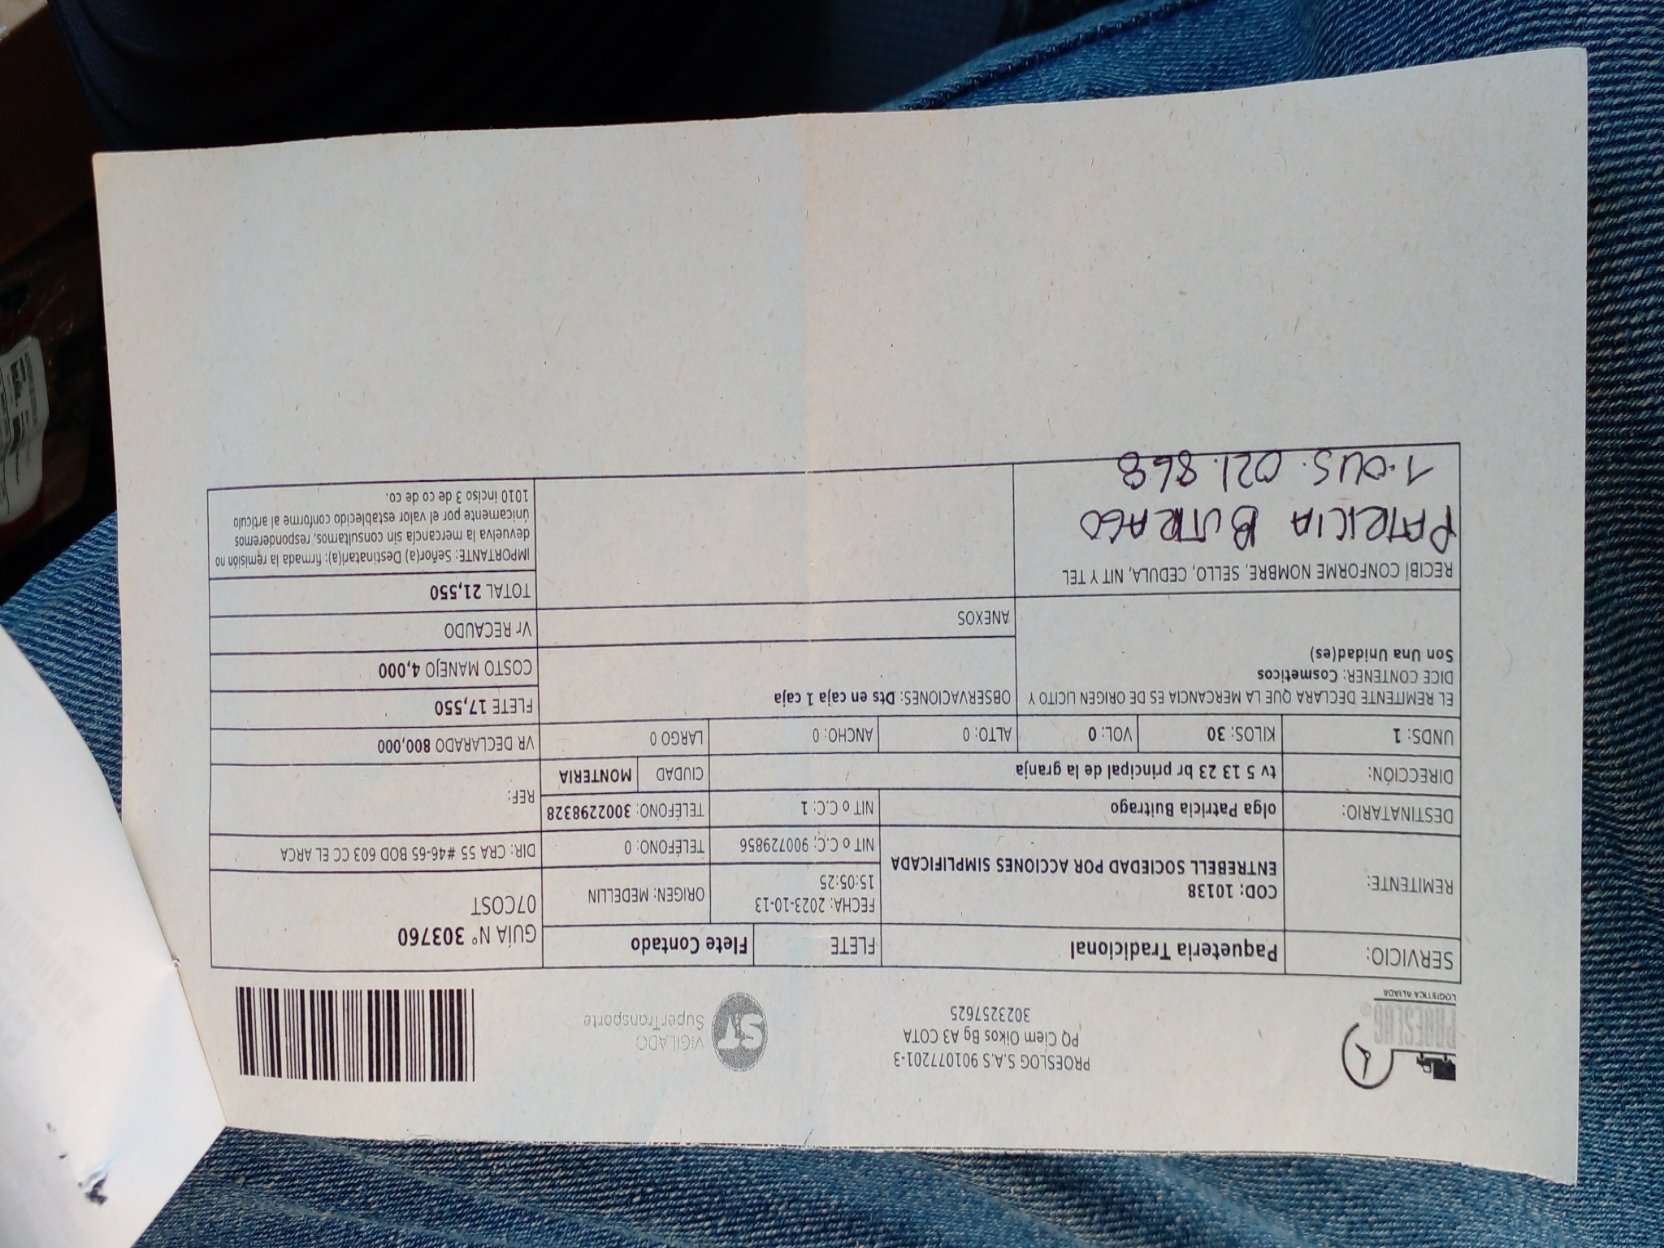 PROESLOG
LOGISTICA ALIADA
PROESLOG S.A.S 901077201-3
PQ Ciem Oikos Bg A3 COTA
3023257625
ST
VIGILADO
SuperTransporte
SERVICIO: Paqueteria Tradicional FLETE Flete Contado
GUÍA N° 303760
07COST
REMITENTE: COD: 10138
ENTREBELL SOCIEDAD POR ACCIONES SIMPLIFICADA
FECHA: 2023-10-13
15:05:25
ORIGEN: MEDELLIN
NIT o C.C: 900729856 TELÉFONO: 0 DIR: CRA 55 #46-65 BOD 603 CC EL ARCA
DESTINATARIO: olga Patricia Buitrago NIT o C.C: 1 TELÉFONO: 3002298328 REF:
DIRECCIÓN: tv 5 13 23 br principal de la granja CIUDAD MONTERIA
UNDS: 1 KILOS: 30 VOL: 0 ALTO: 0 ANCHO: 0 LARGO 0 VR DECLARADO 800,000
EL REMITENTE DECLARA QUE LA MERCANCIA ES DE ORIGEN LICITO Y
DICE CONTENER: Cosmeticos
Son Una Unidad(es)
OBSERVACIONES: Dts en caja 1 caja
FLETE 17,550
COSTO MANEJO 4,000
ANEXOS
Vr RECAUDO
TOTAL 21,550
RECIBÍ CONFORME NOMBRE, SELLO, CEDULA, NIT Y TEL
PATRICIA BUITRAGO
021.868
IMPORTANTE: Señor(a) Destinatar(a): firmada la remisión no
devuelva la mercancía sin consultarnos, responderemos
únicamente por el valor establecido conforme al articulo
1010 inciso 3 de co de co.